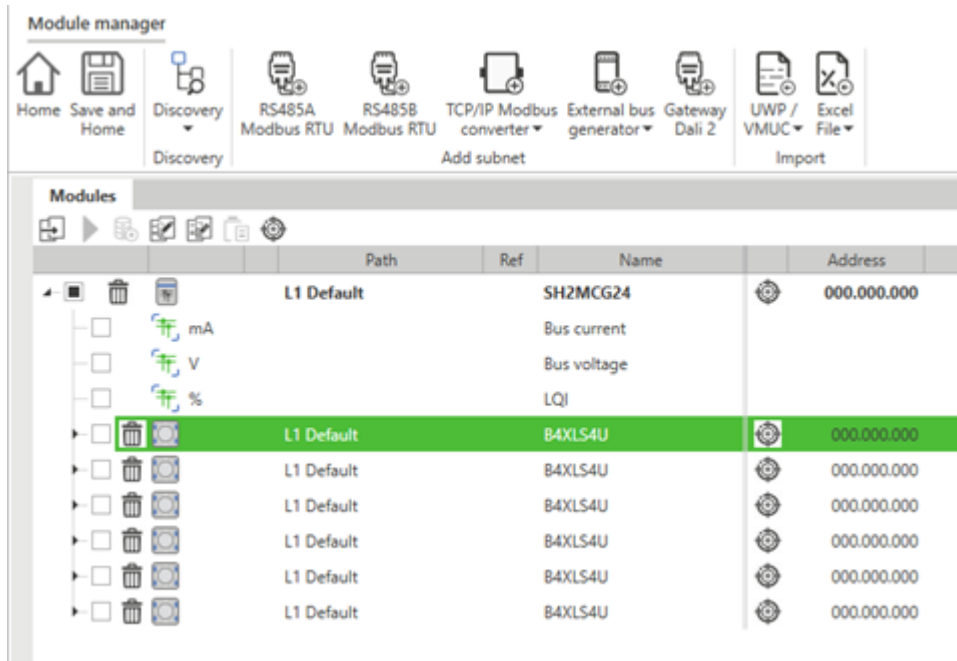 Module manager
Home Save and Home Discovery RS485A Modbus RTU RS485B Modbus RTU TCP/IP Modbus converter External bus generator Gateway Dali 2 UWP / VMUC Excel File
Discovery Add subnet Import
Modules
Path Ref Name Address
L1 Default SH2MCG24 000.000.000
mA Bus current
V Bus voltage
% LQI
L1 Default B4XLS4U 000.000.000
L1 Default B4XLS4U 000.000.000
L1 Default B4XLS4U 000.000.000
L1 Default B4XLS4U 000.000.000
L1 Default B4XLS4U 000.000.000
L1 Default B4XLS4U 000.000.000